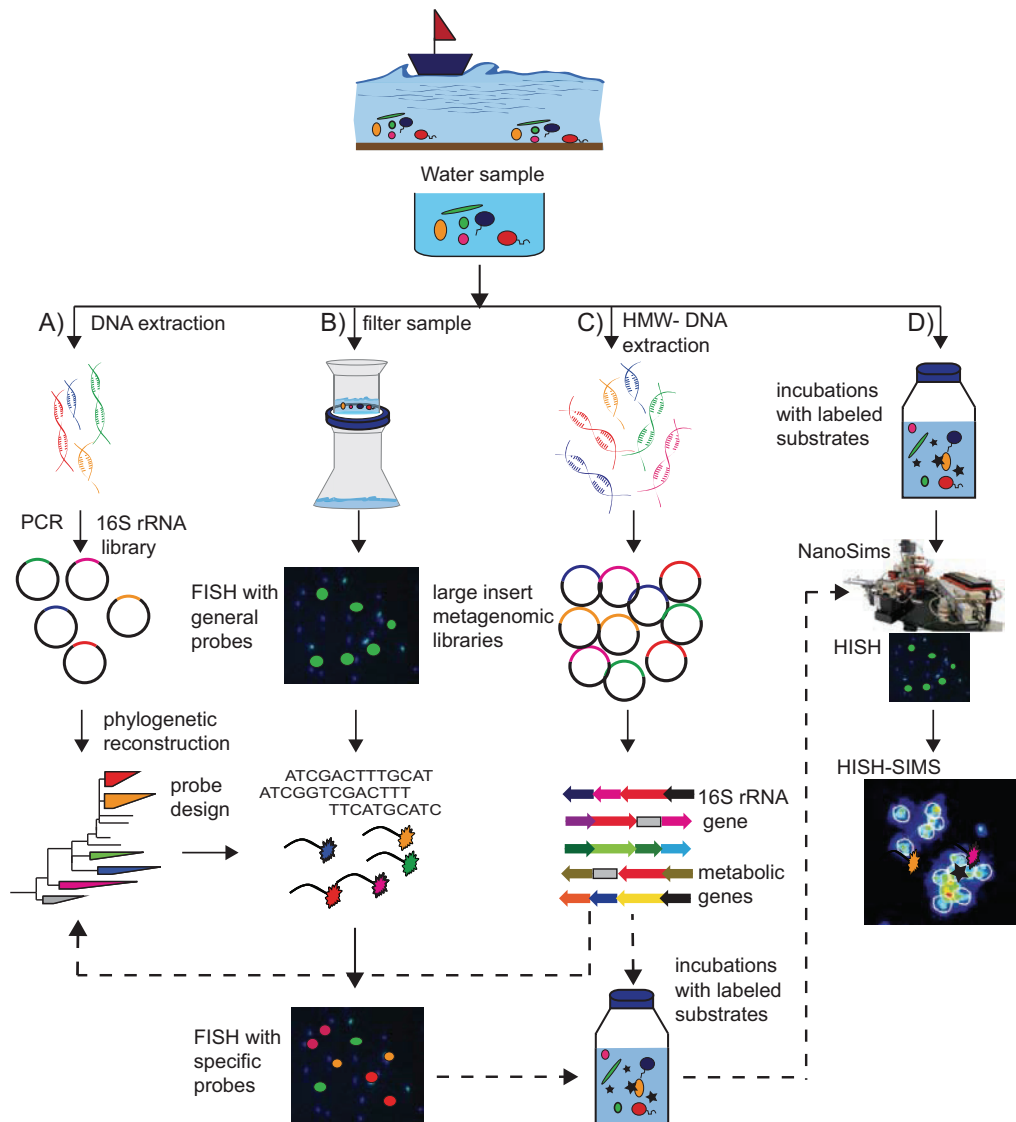 Water sample
A)
DNA extraction
B)
filter sample
C)
HMW- DNA
extraction
D)
incubations
with labeled
substrates
PCR
16S rRNA
library
FISH with
general
probes
large insert
metagenomic
libraries
NanoSims
HISH
phylogenetic
reconstruction
probe
design
ATCGACTTTGCAT
ATCGGTCGACTTT
TTCATGCATC
16S rRNA
gene
metabolic
genes
HISH-SIMS
FISH with
specific
probes
incubations
with labeled
substrates